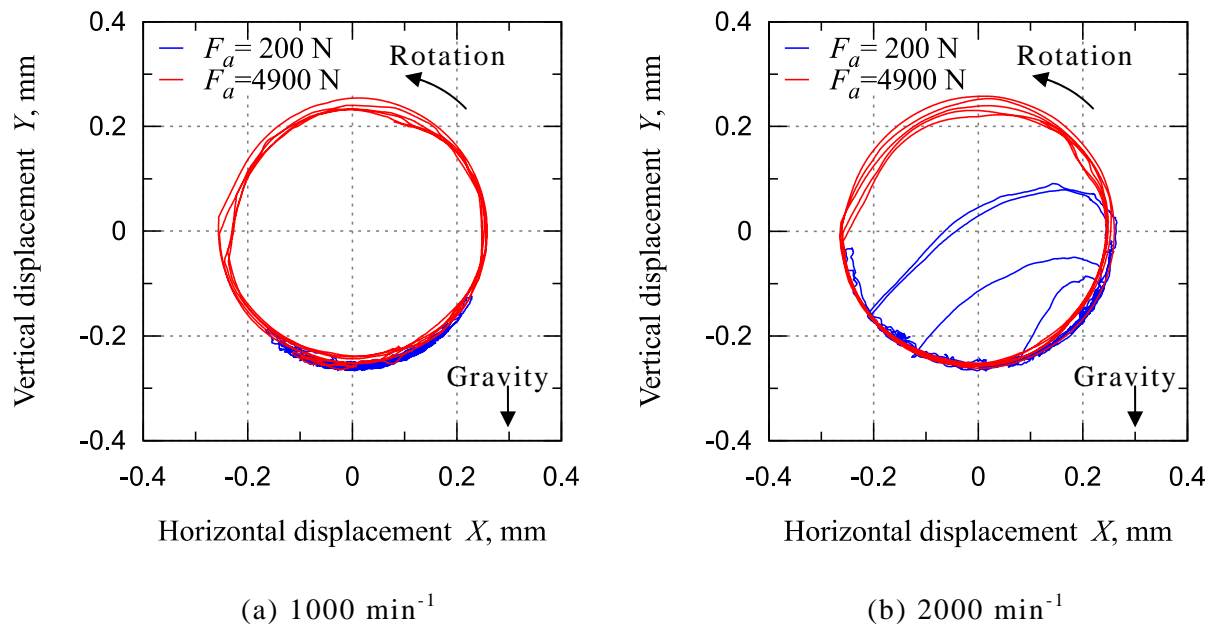 0.4
0.2
0
-0.2
-0.4
Vertical displacement Y, mm
Fa= 200 N
Fa=4900 N
Rotation
Gravity
-0.4 -0.2 0 0.2 0.4
Horizontal displacement X, mm
(a) 1000 min-1
0.4
0.2
0
-0.2
-0.4
Vertical displacement Y, mm
Fa= 200 N
Fa=4900 N
Rotation
Gravity
-0.4 -0.2 0 0.2 0.4
Horizontal displacement X, mm
(b) 2000 min-1